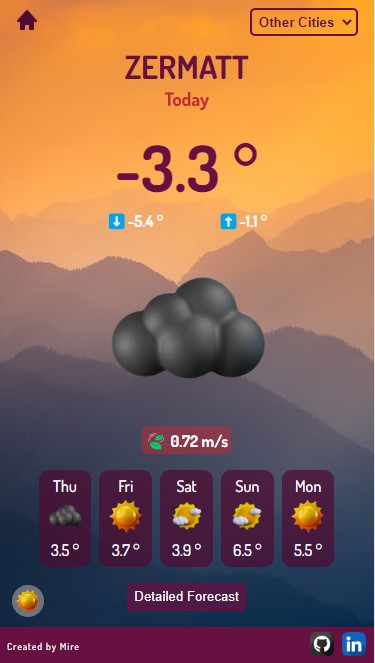 Other Cities
ZERMATT
Today
-3.3 °
-5.4 ° -1.1 °
0.72 m/s
Thu Fri Sat Sun Mon
3.5 ° 3.7 ° 3.9 ° 6.5 ° 5.5 °
Detailed Forecast
Created by Mire
in